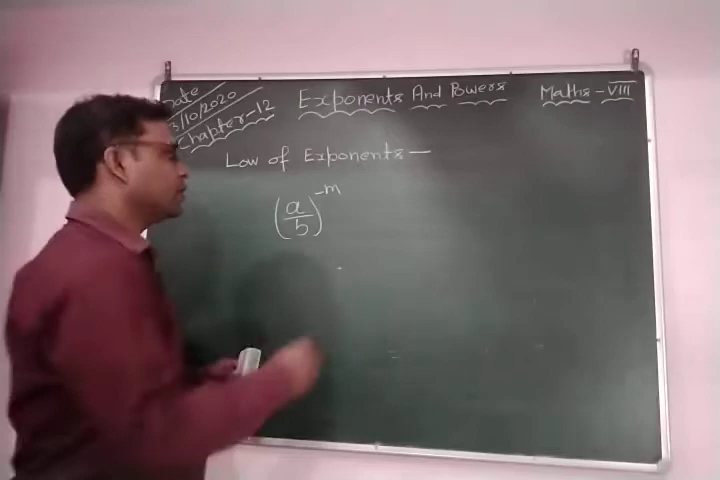 Date
3/10/2020
Chapter-12
Exponents And Powers
Maths-VIII
Law of Exponents—
(a/b)^-m